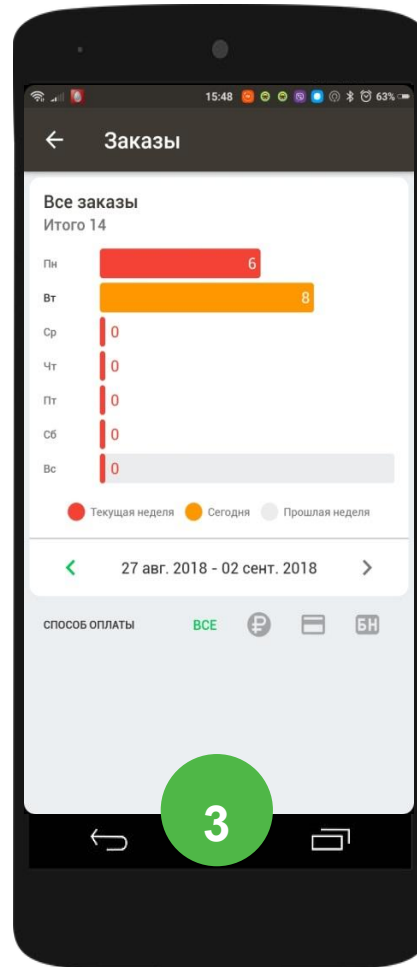 15:48 63%
Заказы
Все заказы
Итого 14
Пн 6
Вт 8
Ср 0
Чт 0
Пт 0
Сб 0
Вс 0
Текущая неделя Сегодня Прошлая неделя
27 авг. 2018 - 02 сент. 2018
СПОСОБ ОПЛАТЫ ВСЕ ₽ БН
3